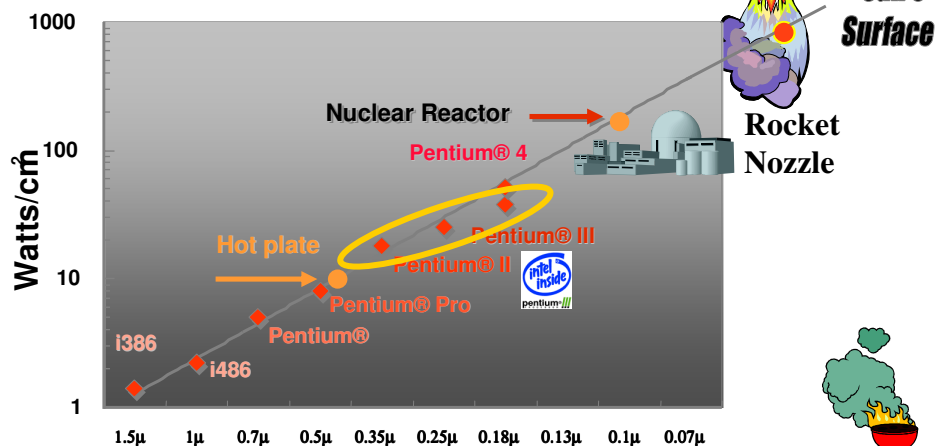 1000
Surface
Nuclear Reactor
Rocket
Nozzle
100
Pentium® 4
Watts/cm²
Pentium® III
Hot plate
Pentium® II
intel
inside
pentium®///
10
Pentium® Pro
Pentium®
i386
i486
1
1.5µ 1µ 0.7µ 0.5µ 0.35µ 0.25µ 0.18µ 0.13µ 0.1µ 0.07µ